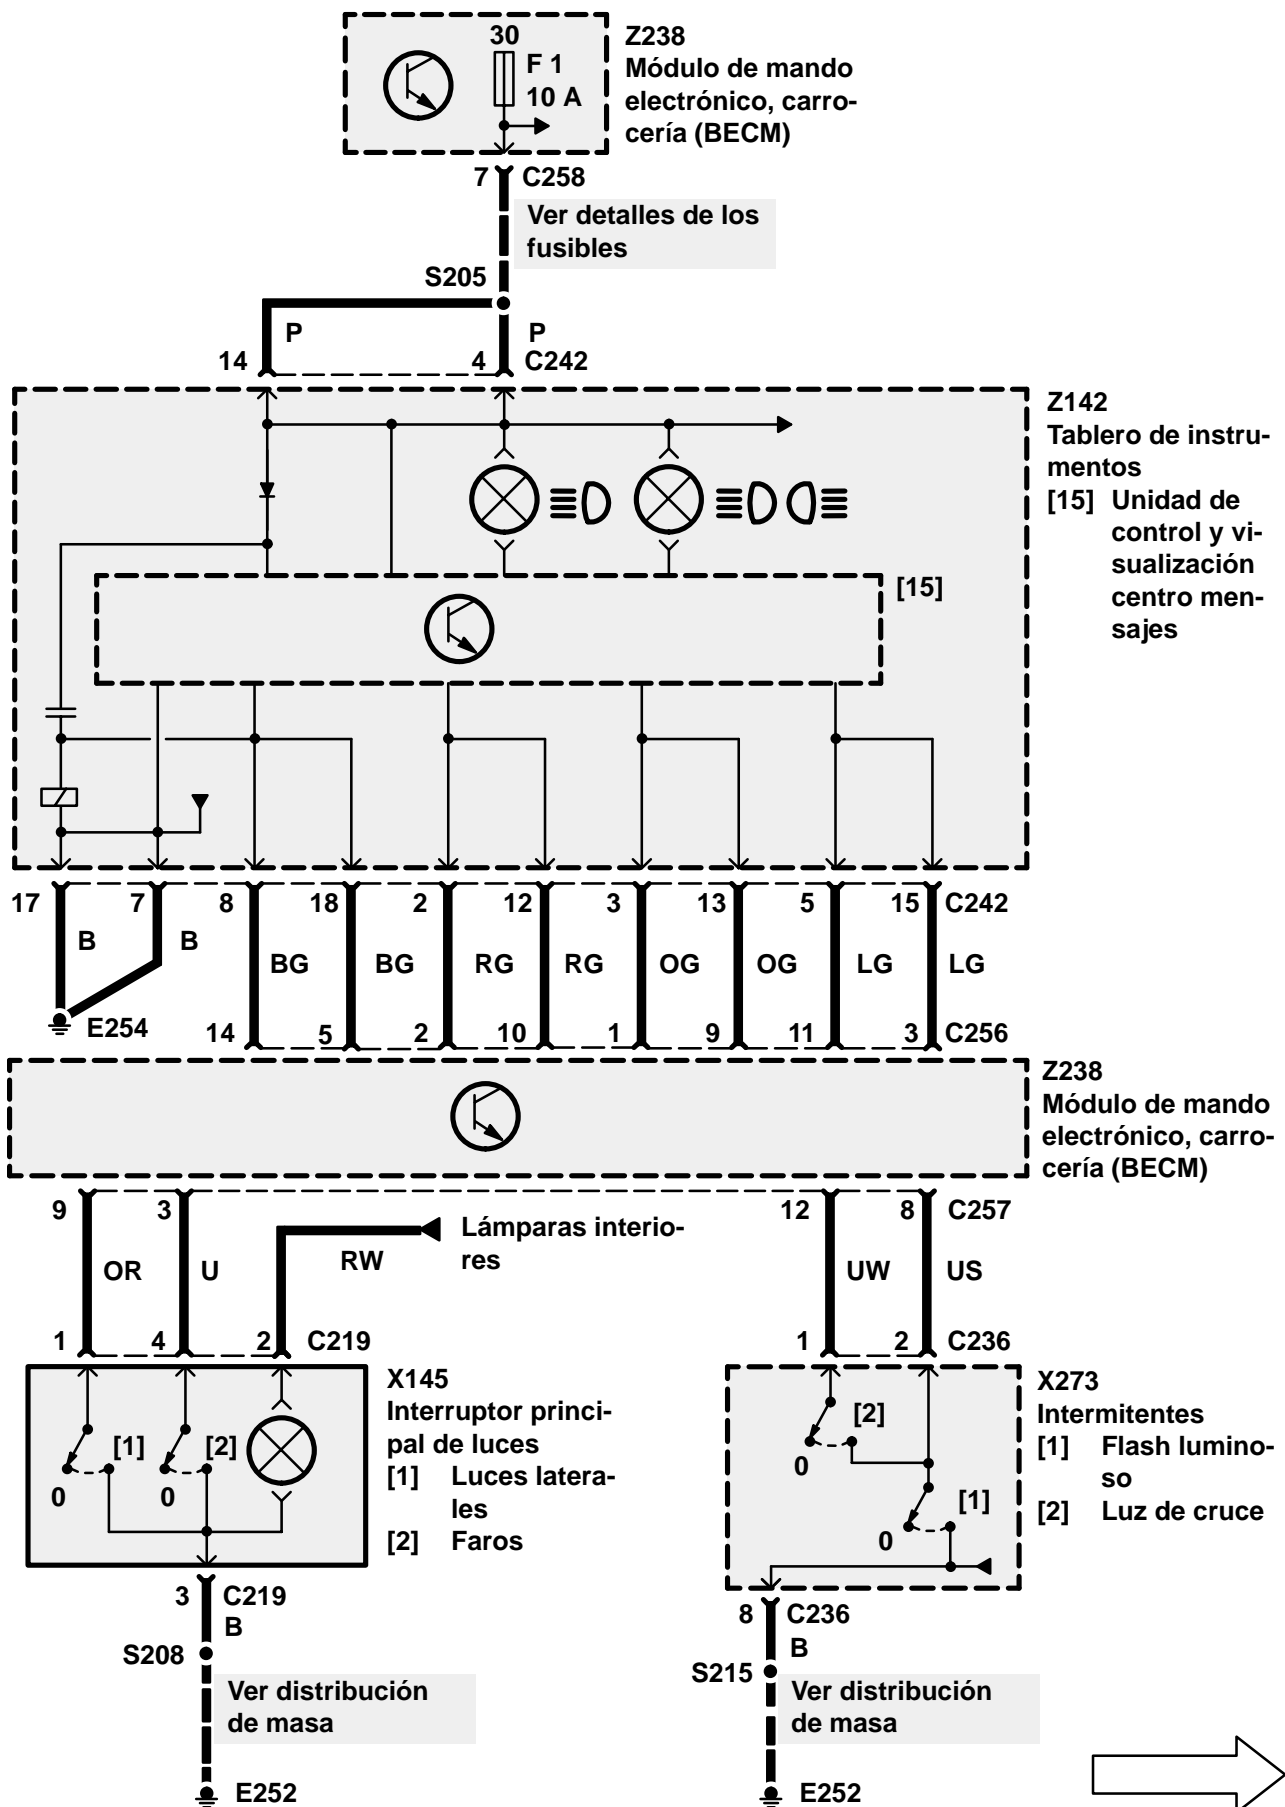 30
F 1
10 A
Z238
Módulo de mando
electrónico, carro-
cería (BECM)
7 C258
Ver detalles de los
fusibles
S205
P P
14 4 C242
Z142
Tablero de instru-
mentos
[15] Unidad de
control y vi-
sualización
centro men-
sajes
[15]
17 7 8 18 2 12 3 13 5 15 C242
B B BG BG RG RG OG OG LG LG
E254
14 5 2 10 1 9 11 3 C256
Z238
Módulo de mando
electrónico, carro-
cería (BECM)
9 3 12 8 C257
Lámparas interio-
res
OR U RW UW US
1 4 2 C219 1 2 C236
X145
Interruptor princi-
pal de luces
[1] Luces latera-
les
[2] Faros
[1] [2]
0 0
X273
Intermitentes
[1] Flash lumino-
so
[2] Luz de cruce
[2]
0
[1]
0
3 C219
B
S208
Ver distribución
de masa
E252
8 C236
B
S215
Ver distribución
de masa
E252